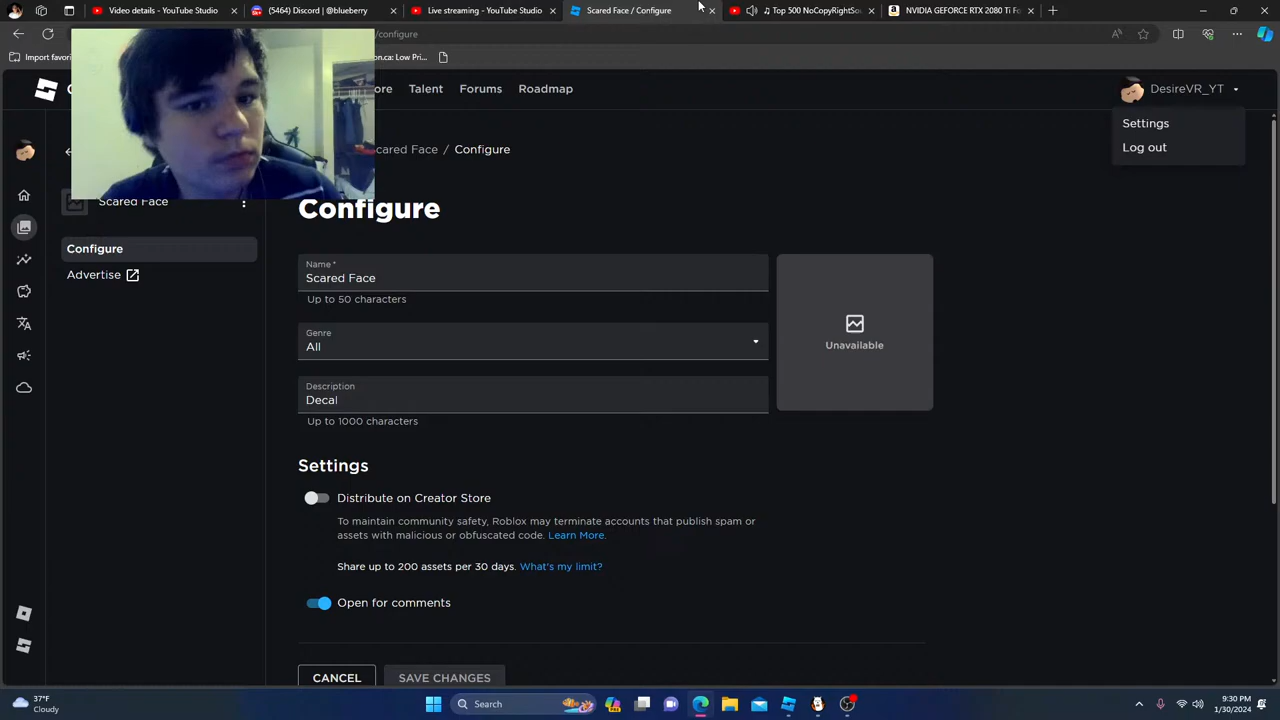 Video details - YouTube Studio
(5464) Discord | @blueberry
Live streaming - YouTube Studio
Scared Face / Configure
Top 50 NoCopyRightSou
NVIDIA GEFORCE RTX 2080 Ti Fo
/configure
Import favori
on.ca: Low Pri...
ore
Talent
Forums
Roadmap
DesireVR_YT
Settings
Log out
cared Face / Configure
Scared Face
Configure
Configure
Advertise
Name *
Scared Face
Up to 50 characters
Genre
All
Description
Decal
Up to 1000 characters
Unavailable
Settings
Distribute on Creator Store
To maintain community safety, Roblox may terminate accounts that publish spam or
assets with malicious or obfuscated code. Learn More.
Share up to 200 assets per 30 days. What's my limit?
Open for comments
CANCEL
SAVE CHANGES
37°F
Cloudy
Search
9:30 PM
1/30/2024